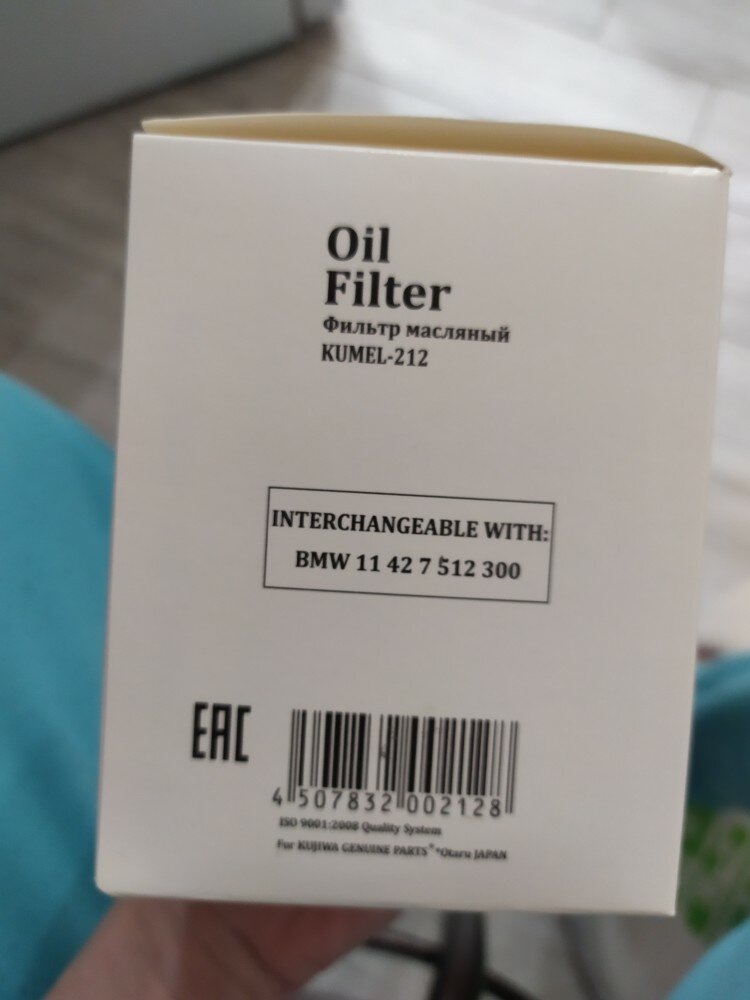 Oil
Filter
Фильтр масляный
KUMEL-212
INTERCHANGEABLE WITH:
BMW 11 42 7 512 300
EAC
4 507832 002128
ISO 9001:2008 Quality System
For KUJIWA GENUINE PARTS® *Otaru JAPAN